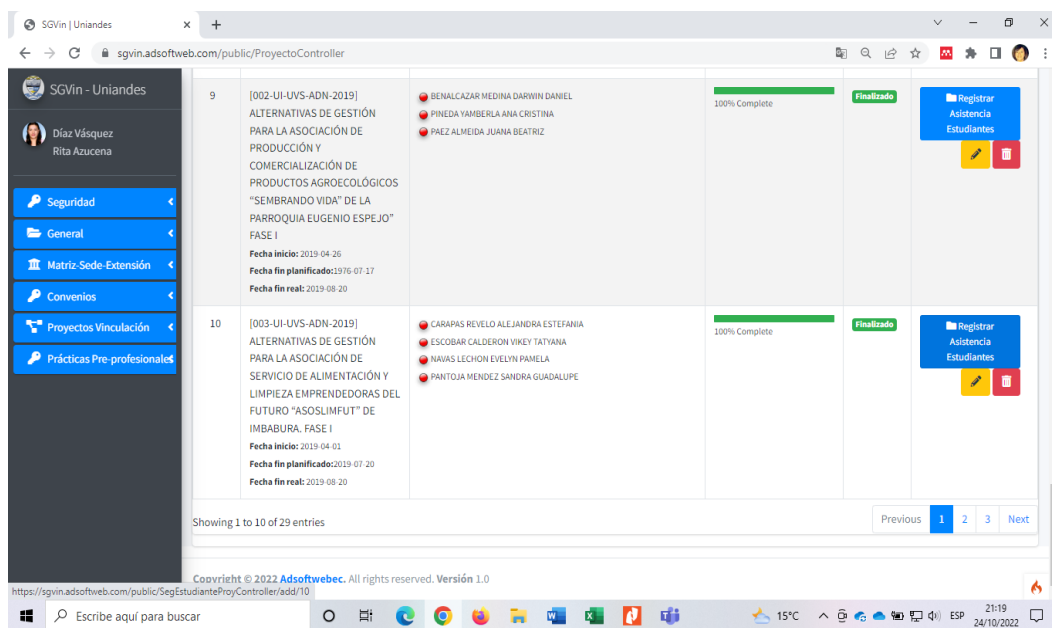 SGVin | Uniandes
sgvin.adsoftweb.com/public/ProyectoController
SGVin - Uniandes
Díaz Vásquez
Rita Azucena
Seguridad
General
Matriz-Sede-Extensión
Convenios
Proyectos Vinculación
Prácticas Pre-profesionales
9
[002-UI-UVS-ADN-2019]
ALTERNATIVAS DE GESTIÓN
PARA LA ASOCIACIÓN DE
PRODUCCIÓN Y
COMERCIALIZACIÓN DE
PRODUCTOS AGROECOLÓGICOS
“SEMBRANDO VIDA” DE LA
PARROQUIA EUGENIO ESPEJO”
FASE I
Fecha inicio: 2019-04-26
Fecha fin planificado:1976-07-17
Fecha fin real: 2019-08-20
BENALCAZAR MEDINA DARWIN DANIEL
PINEDA YAMBERLA ANA CRISTINA
PAEZ ALMEIDA JUANA BEATRIZ
100% Complete
Finalizado
Registrar
Asistencia
Estudiantes
10
[003-UI-UVS-ADN-2019]
ALTERNATIVAS DE GESTIÓN
PARA LA ASOCIACIÓN DE
SERVICIO DE ALIMENTACIÓN Y
LIMPIEZA EMPRENDEDORAS DEL
FUTURO “ASOSLIMFUT” DE
IMBABURA. FASE I
Fecha inicio: 2019-04-01
Fecha fin planificado:2019-07-20
Fecha fin real: 2019-08-20
CARAPAS REVELO ALEJANDRA ESTEFANIA
ESCOBAR CALDERON VIKEY TATYANA
NAVAS LECHON EVELYN PAMELA
PANTOJA MENDEZ SANDRA GUADALUPE
100% Complete
Finalizado
Registrar
Asistencia
Estudiantes
Showing 1 to 10 of 29 entries
Previous 1 2 3 Next
Copyright © 2022 Adsoftwebec. All rights reserved. Versión 1.0
https://sgvin.adsoftweb.com/public/SegEstudianteProyController/add/10
Escribe aquí para buscar
15°C
ESP
21:19
24/10/2022